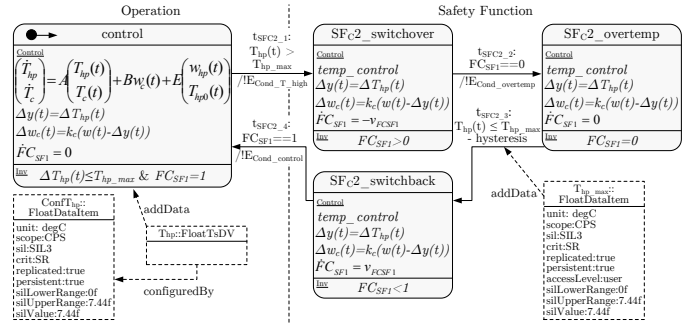 Operation
Safety Function
control
Control
(Ṫhp Ṫc) = A(Thp(t) Tc(t)) + Bwc(t) + E(whp(t) Thp0(t))
Δy(t)=ΔThp(t)
Δwc(t)=kc(w(t)-Δy(t))
ḞCSF1 = 0
Inv
ΔThp(t)≤Thp_max & FCSF1=1
tSFC2_1:
Thp(t) >
Thp_max
/!ECond_T_high
tSFC2_4:
FCSF1==1
/!ECond_control
SFC2_switchover
Control
temp_control
Δy(t)=ΔThp(t)
Δwc(t)=kc(w(t)-Δy(t))
ḞCSF1 = -vFCSF1
Inv
FCSF1>0
tSFC2_2:
FCSF1==0
/!ECond_overtemp
tSFC2_3:
Thp(t) ≤ Thp_max
- hysteresis
SFC2_overtemp
Control
temp_control
Δy(t)=ΔThp(t)
Δwc(t)=kc(w(t)-Δy(t))
ḞCSF1 = 0
Inv
FCSF1=0
SFC2_switchback
Control
temp_control
Δy(t)=ΔThp(t)
Δwc(t)=kc(w(t)-Δy(t))
ḞCSF1 = vFCSF1
Inv
FCSF1<1
ConfThp::
FloatDataItem
unit: degC
scope:CPS
sil:SIL3
crit:SR
replicated:true
persistent:true
silLowerRange:0f
silUpperRange:7.44f
silValue:7.44f
addData
Thp::FloatTsDV
configuredBy
addData
Thp_max::
FloatDataItem
unit: degC
scope:CPS
sil:SIL3
crit:SR
replicated:true
persistent:true
accessLevel:user
silLowerRange:0f
silUpperRange:7.44f
silValue:7.44f